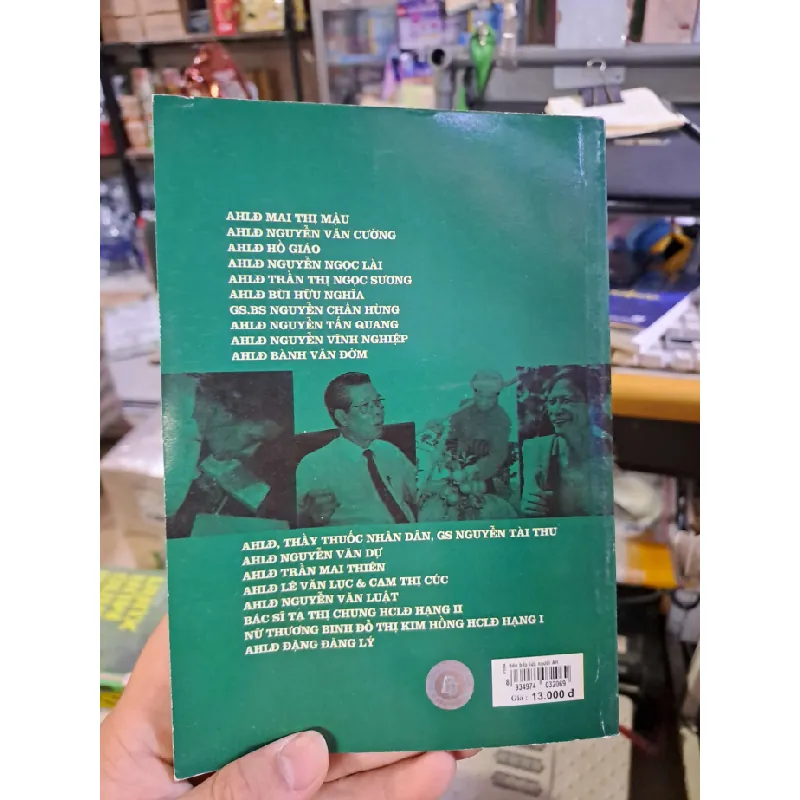 AHLĐ MAI THỊ MẬU
AHLĐ NGUYỄN VĂN CƯỜNG
AHLĐ HỒ GIÁO
AHLĐ NGUYỄN NGỌC LÀI
AHLĐ TRẦN THỊ NGỌC SƯƠNG
AHLĐ BÙI HỮU NGHĨA
GS.BS NGUYỄN CHẤN HÙNG
AHLĐ NGUYỄN TẤN QUANG
AHLĐ NGUYỄN VĨNH NGHIỆP
AHLĐ BÀNH VĂN ĐỜM
AHLĐ, THẦY THUỐC NHÂN DÂN, GS NGUYỄN TÀI THU
AHLĐ NGUYỄN VĂN DỰ
AHLĐ TRẦN MAI THIÊN
AHLĐ LÊ VĂN LỤC & CAM THỊ CÚC
AHLĐ NGUYỄN VĂN LUẬT
BÁC SĨ TẠ THỊ CHUNG HCLĐ HẠNG II
NỮ THƯƠNG BINH ĐỖ THỊ KIM HỒNG HCLĐ HẠNG I
AHLĐ ĐẶNG ĐĂNG LÝ
8 934974 033069
Giá : 13.000 đ